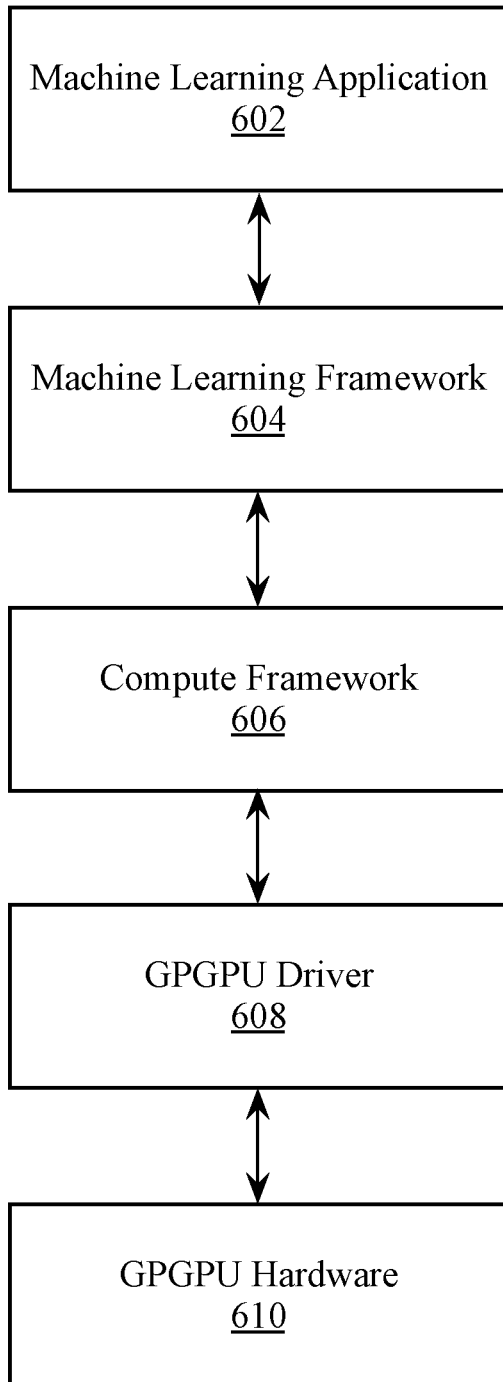 Machine Learning Application
602
Machine Learning Framework
604
Compute Framework
606
GPGPU Driver
608
GPGPU Hardware
610